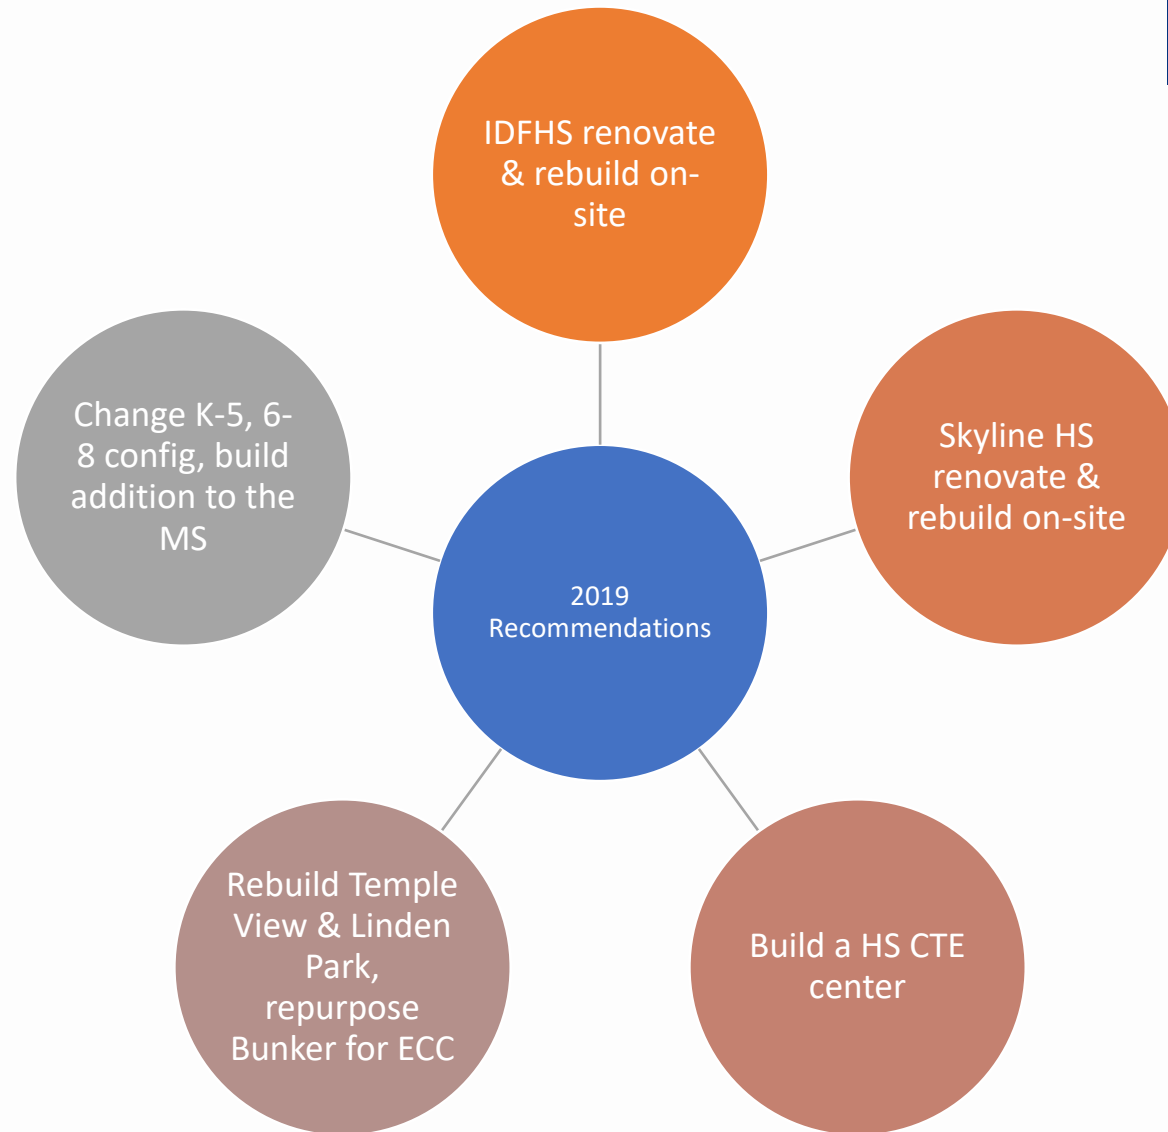 IDFHS renovate
& rebuild on-
site
Skyline HS
renovate &
rebuild on-site
Build a HS CTE
center
Rebuild Temple
View & Linden
Park,
repurpose
Bunker for ECC
Change K-5, 6-
8 config, build
addition to the
MS
2019
Recommendations